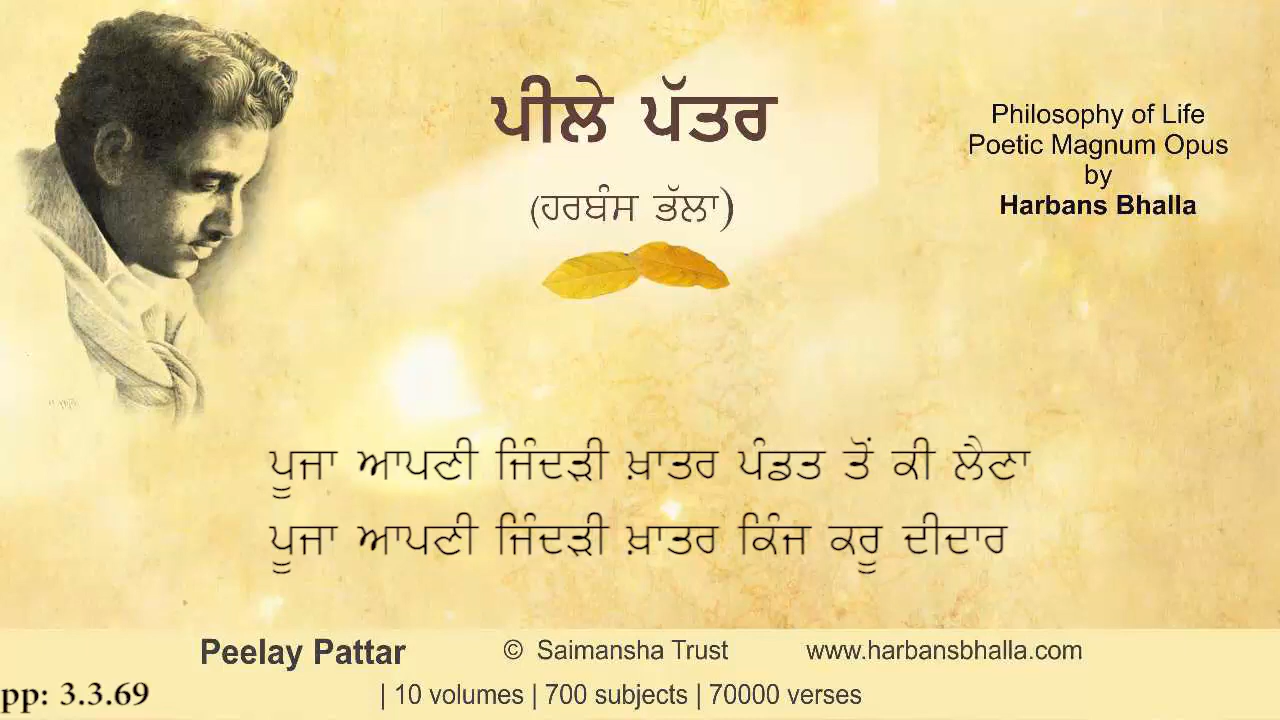 ਪੀਲੇ ਪੱਤਰ
(ਹਰਬੰਸ ਭੱਲਾ)
Philosophy of Life
Poetic Magnum Opus
by
Harbans Bhalla
ਪੂਜਾ ਆਪਣੀ ਜਿੰਦੜੀ ਖ਼ਾਤਰ ਪੰਡਤ ਤੋਂ ਕੀ ਲੈਣਾ
ਪੂਜਾ ਆਪਣੀ ਜਿੰਦੜੀ ਖ਼ਾਤਰ ਕਿੰਜ ਕਰੂ ਦੀਦਾਰ
Peelay Pattar © Saimansha Trust www.harbansbhalla.com
pp: 3.3.69 | 10 volumes | 700 subjects | 70000 verses